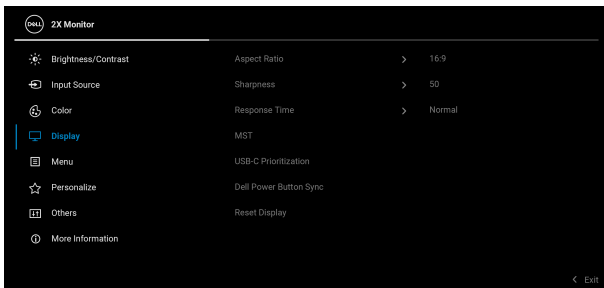 DELL 2X Monitor
Brightness/Contrast Aspect Ratio > 16:9
Input Source Sharpness > 50
Color Response Time > Normal
Display MST
Menu USB-C Prioritization
Personalize Dell Power Button Sync
Others Reset Display
More Information
< Exit